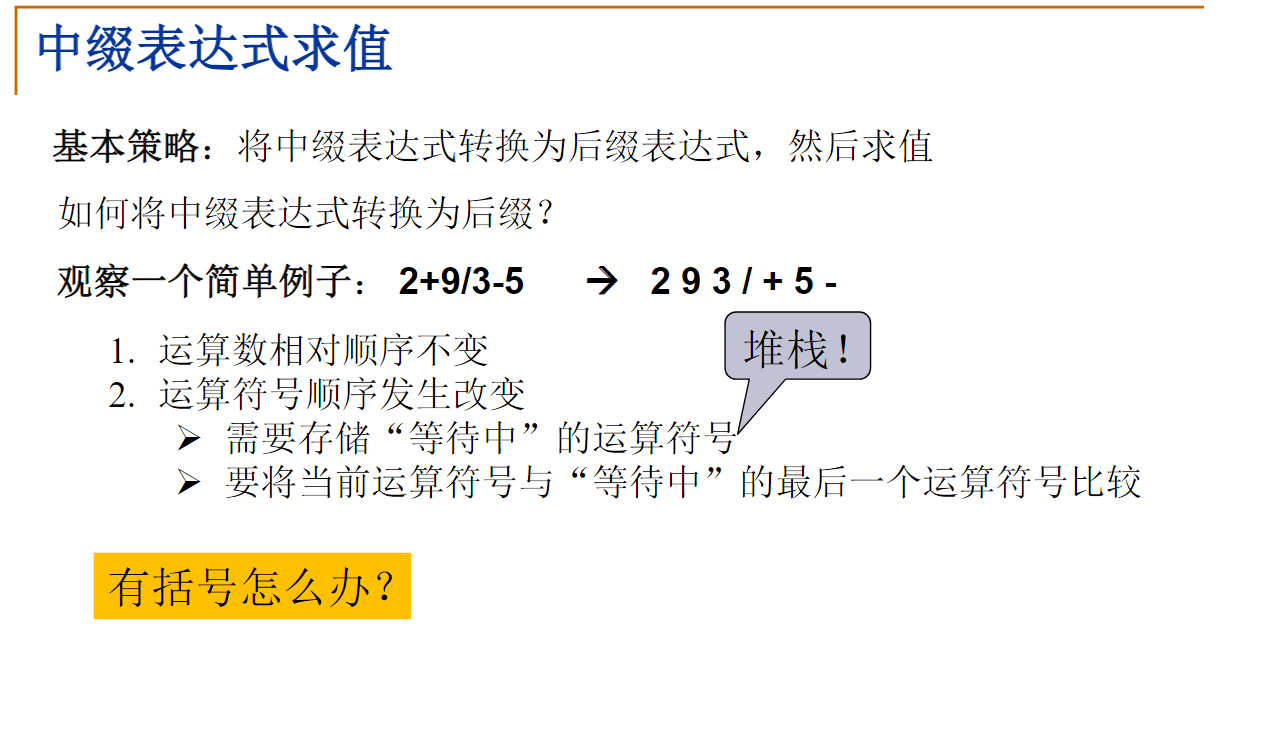 中缀表达式求值
基本策略：将中缀表达式转换为后缀表达式，然后求值
如何将中缀表达式转换为后缀？
观察一个简单例子： 2+9/3-5 → 2 9 3 / + 5 -
堆栈！
1. 运算数相对顺序不变
2. 运算符号顺序发生改变
➢ 需要存储“等待中”的运算符号
➢ 要将当前运算符号与“等待中”的最后一个运算符号比较
有括号怎么办？